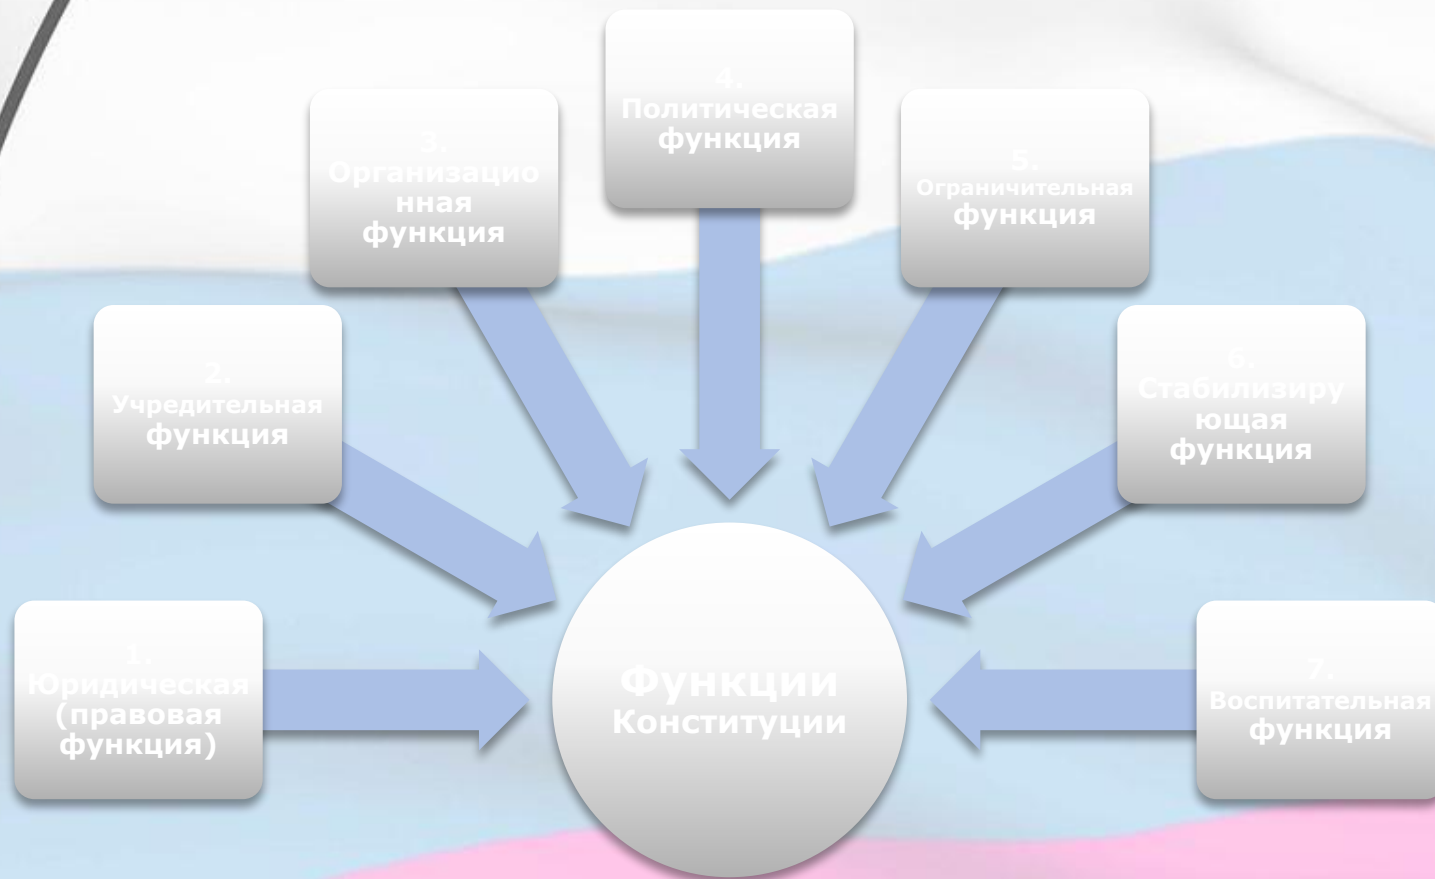 1.
Юридическая
(правовая
функция)
2.
Учредительная
функция
3.
Организацио
нная
функция
4.
Политическая
функция
5.
Ограничительная
функция
6.
Стабилизиру
ющая
функция
7.
Воспитательная
функция
Функции
Конституции